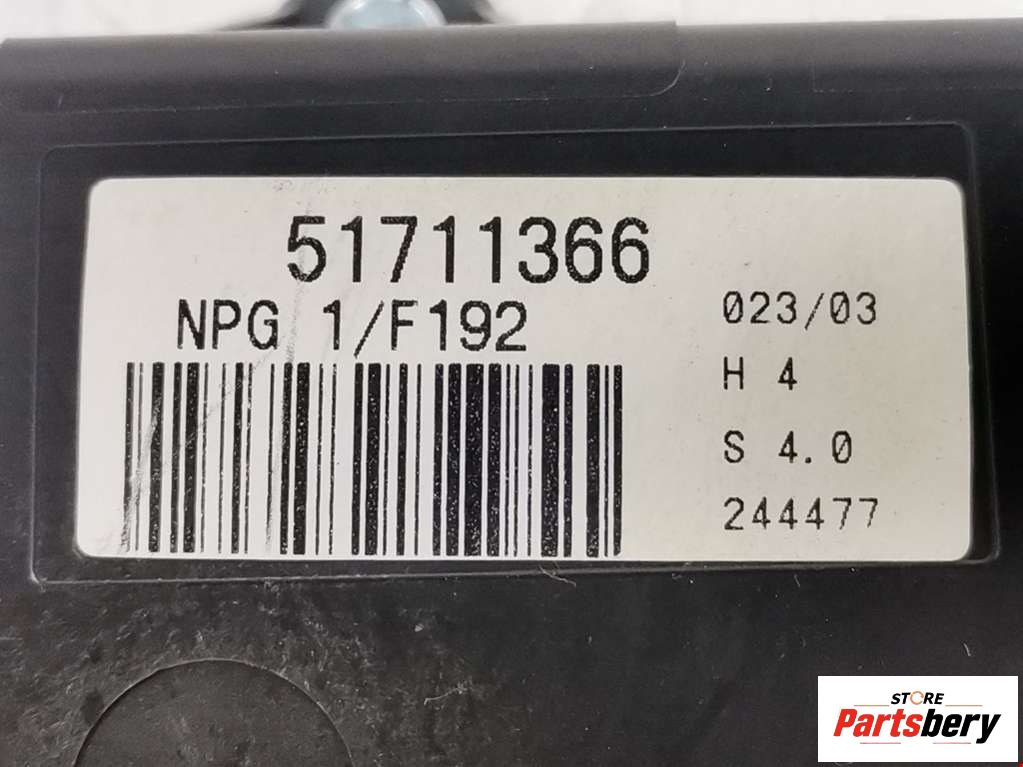 51711366
NPG 1/F192
023/03
H 4
S 4.0
244477
STORE
Partsbery